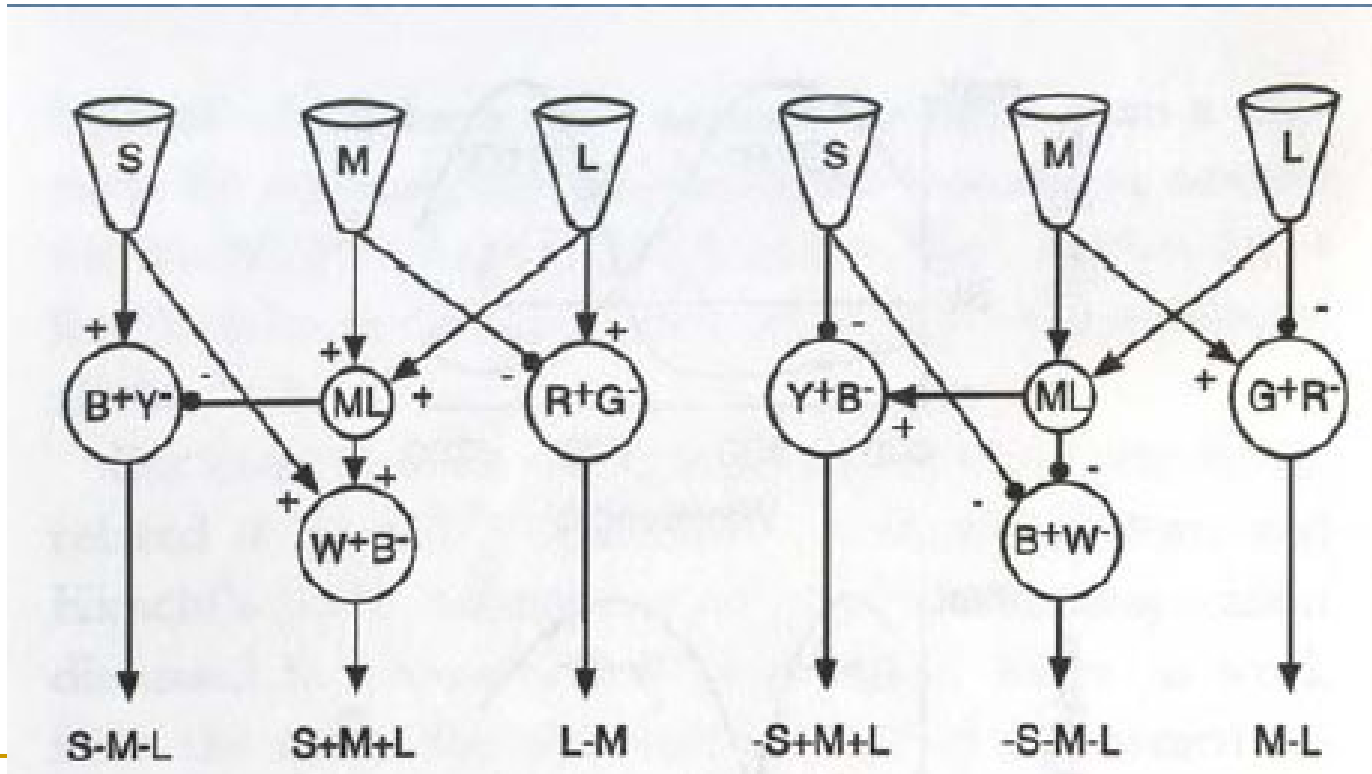 S M L S M L
+ + + - -
B+Y- - ML + - R+G- Y+B- + ML + G+R-
+ + - -
W+B- B+W-
S-M-L S+M+L L-M -S+M+L -S-M-L M-L